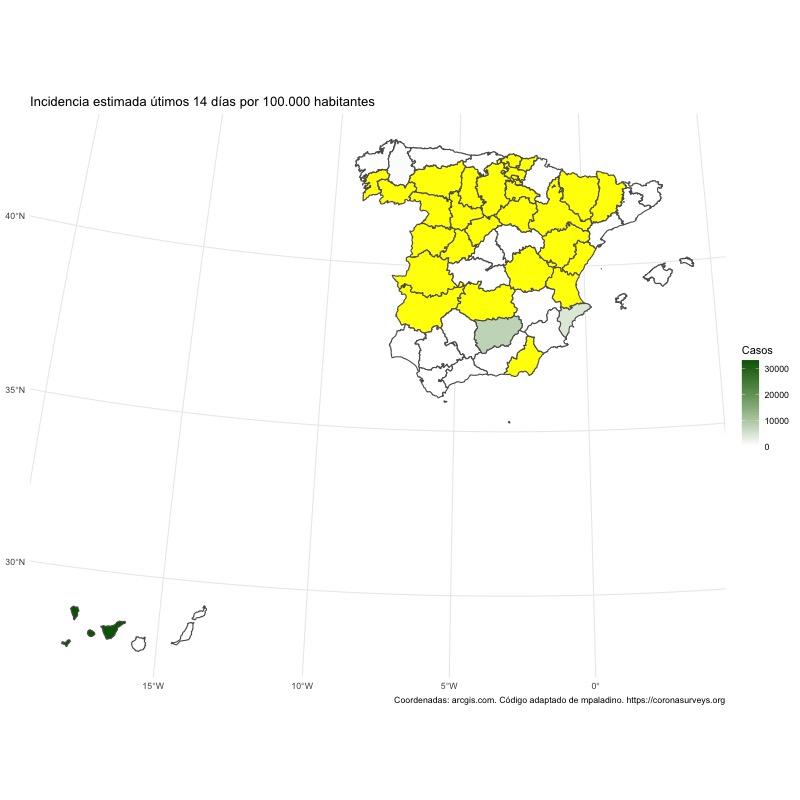 Incidencia estimada útimos 14 días por 100.000 habitantes
40°N
35°N
30°N
15°W
10°W
5°W
0°
Casos
30000
20000
10000
0
Coordenadas: arcgis.com. Código adaptado de mpaladino. https://coronasurveys.org